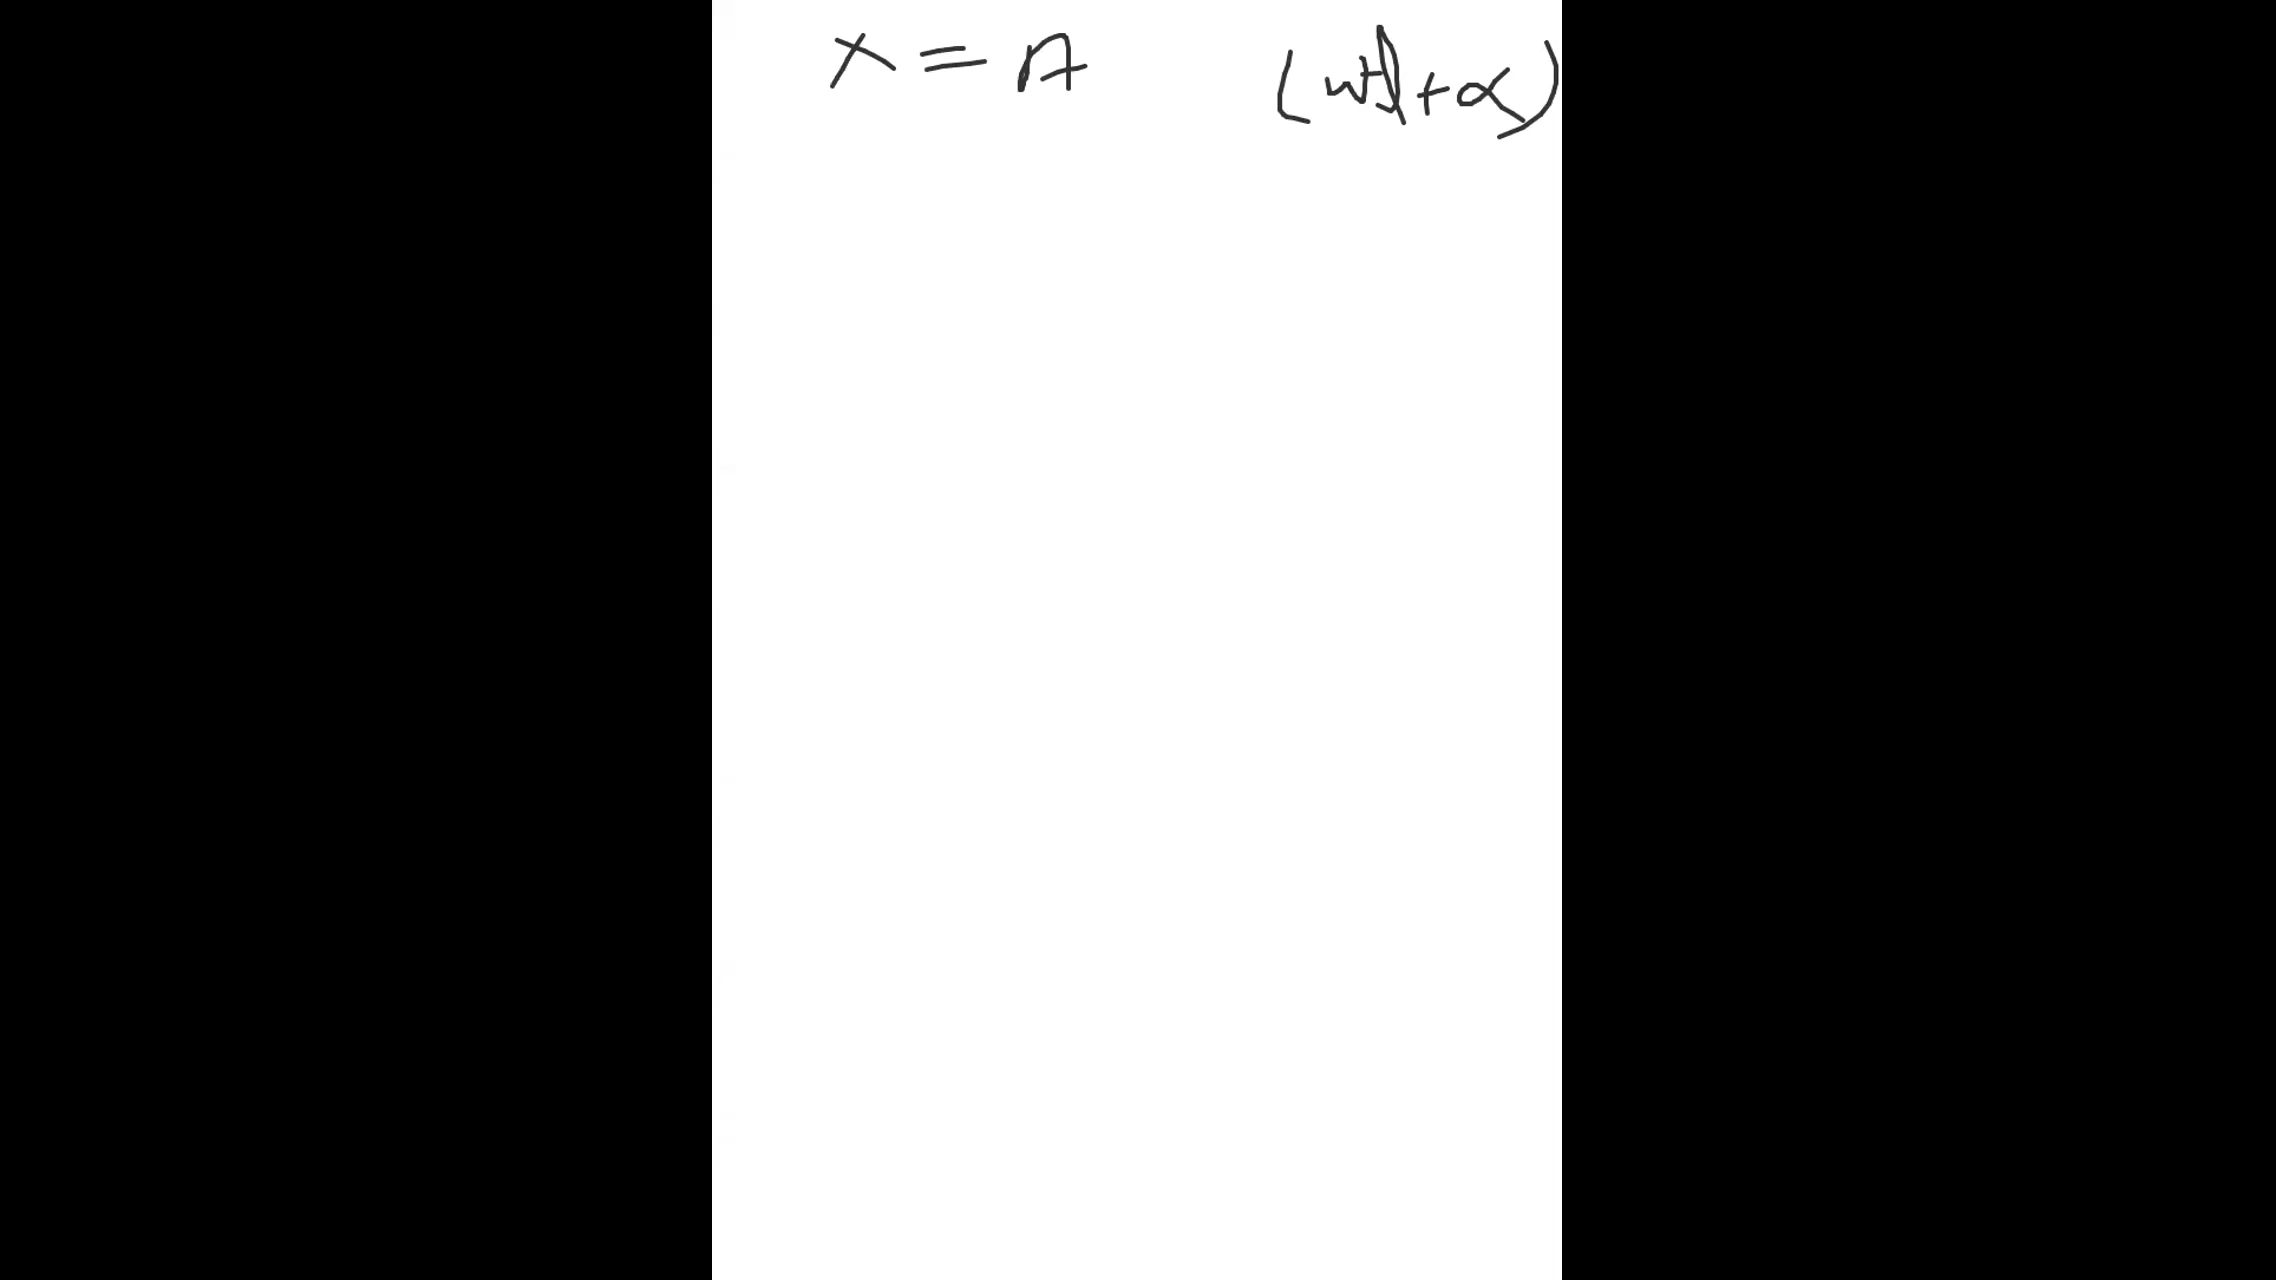 x = A (wt + α)